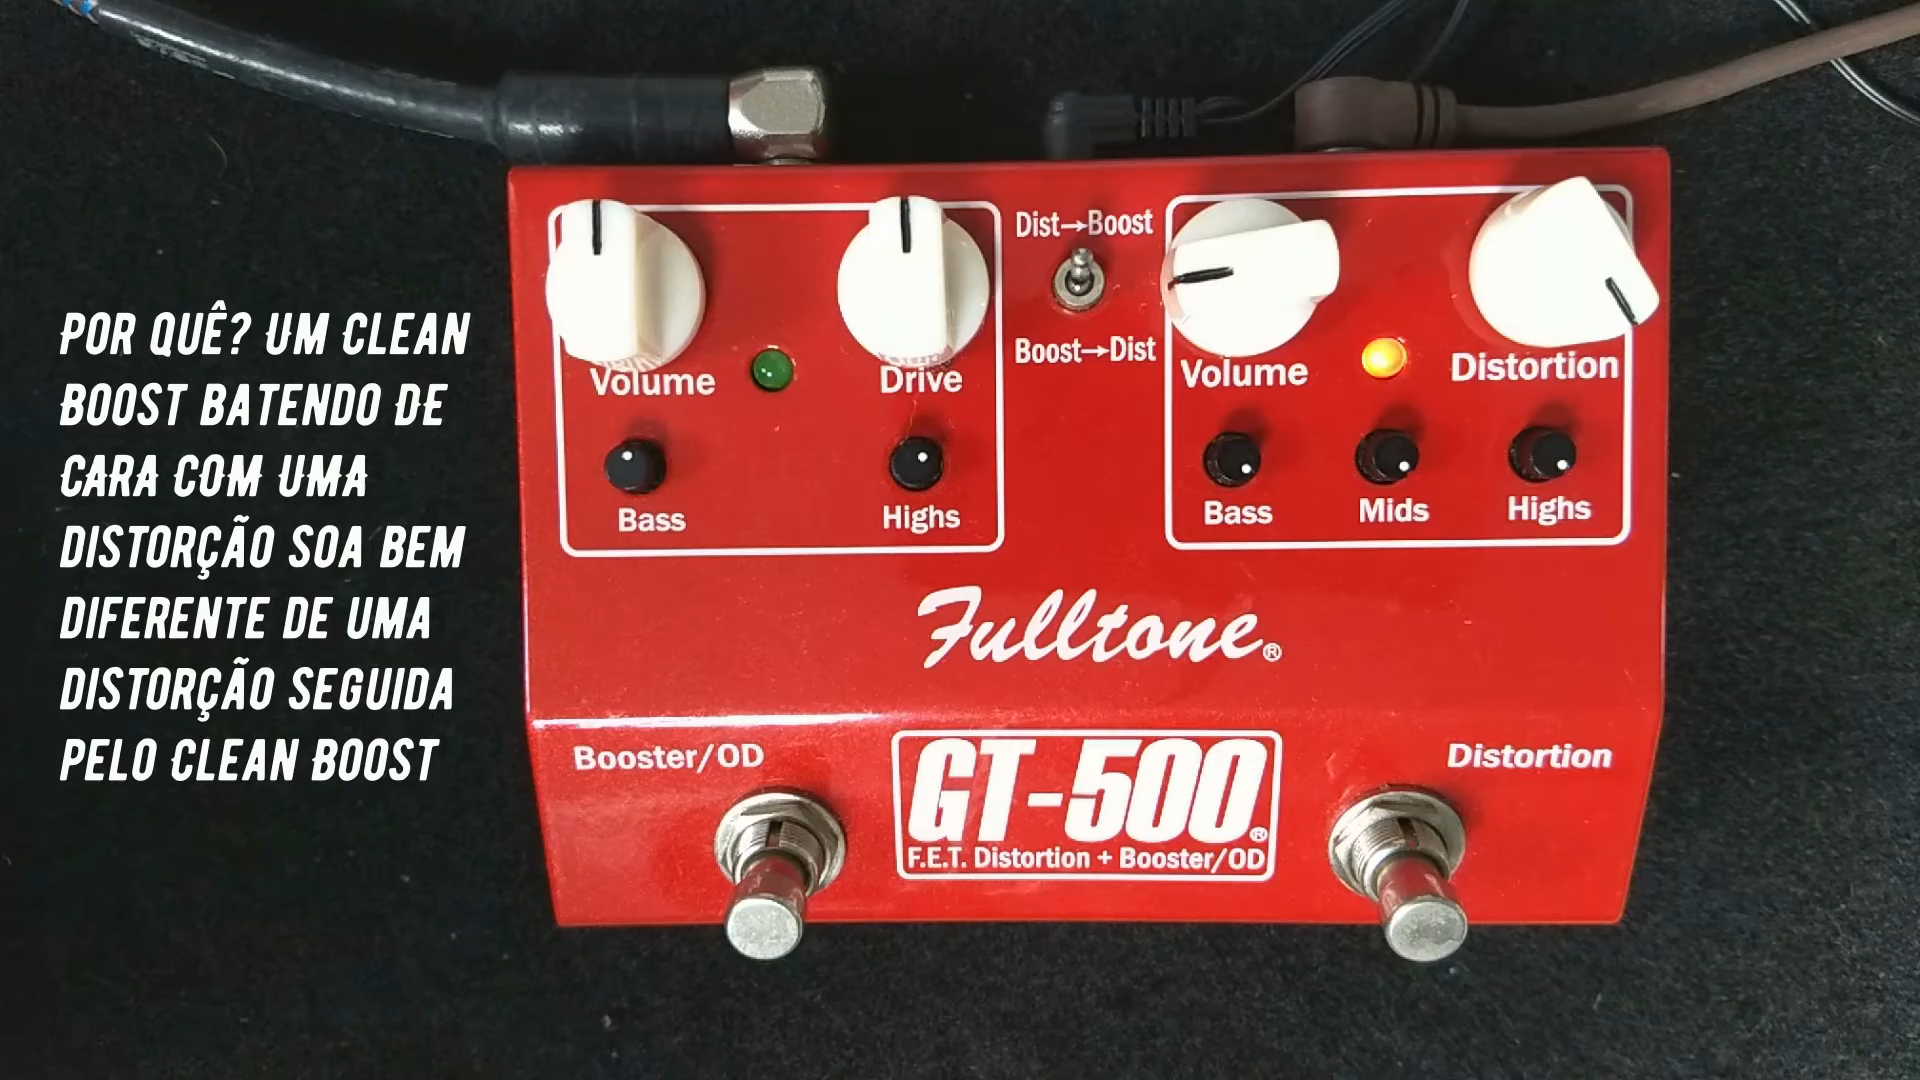 POR QUÊ? UM CLEAN
BOOST BATENDO DE
CARA COM UMA
DISTORÇÃO SOA BEM
DIFERENTE DE UMA
DISTORÇÃO SEGUIDA
PELO CLEAN BOOST
Dist→Boost
Boost→Dist
Volume
Drive
Volume
Distortion
Bass
Highs
Bass
Mids
Highs
Fulltone®
Booster/OD
Distortion
GT-500®
F.E.T. Distortion + Booster/OD